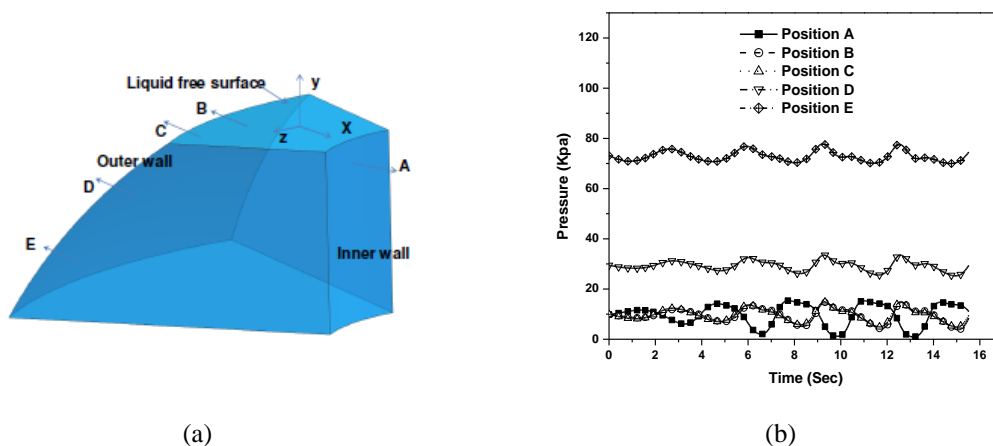 Liquid free surface
y
B
C
z
X
A
Outer wall
D
E
Inner wall
(a)
Position A
Position B
Position C
Position D
Position E
Pressure (Kpa)
120
100
80
60
40
20
0
0 2 4 6 8 10 12 14 16
Time (Sec)
(b)